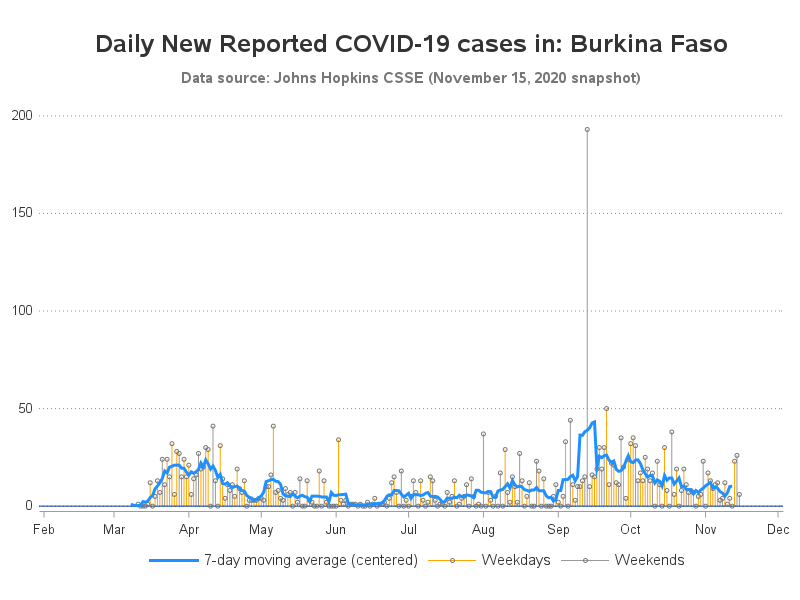 Daily New Reported COVID-19 cases in: Burkina Faso
Data source: Johns Hopkins CSSE (November 15, 2020 snapshot)
200
150
100
50
0
Feb Mar Apr May Jun Jul Aug Sep Oct Nov Dec
7-day moving average (centered) Weekdays Weekends